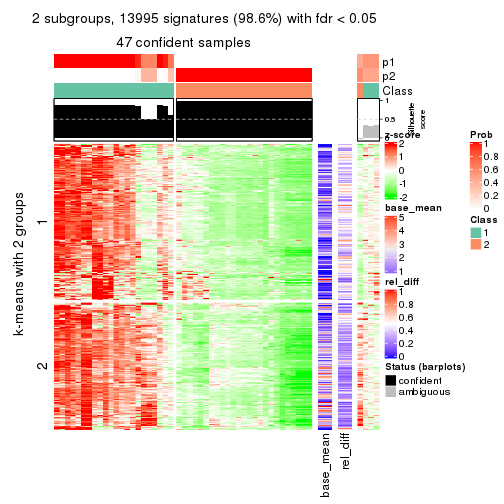 2 subgroups, 13995 signatures (98.6%) with fdr < 0.05
47 confident samples
p1
p2
Class
1
0.5
0
Silhouette
score
k-means with 2 groups
1
2
z-score
2
1
0
-1
-2
base_mean
5
4
3
2
1
rel_diff
1
0.8
0.6
0.4
0.2
0
Status (barplots)
confident
ambiguous
Prob
1
0.8
0.6
0.4
0.2
0
Class
1
2
base_mean
rel_diff